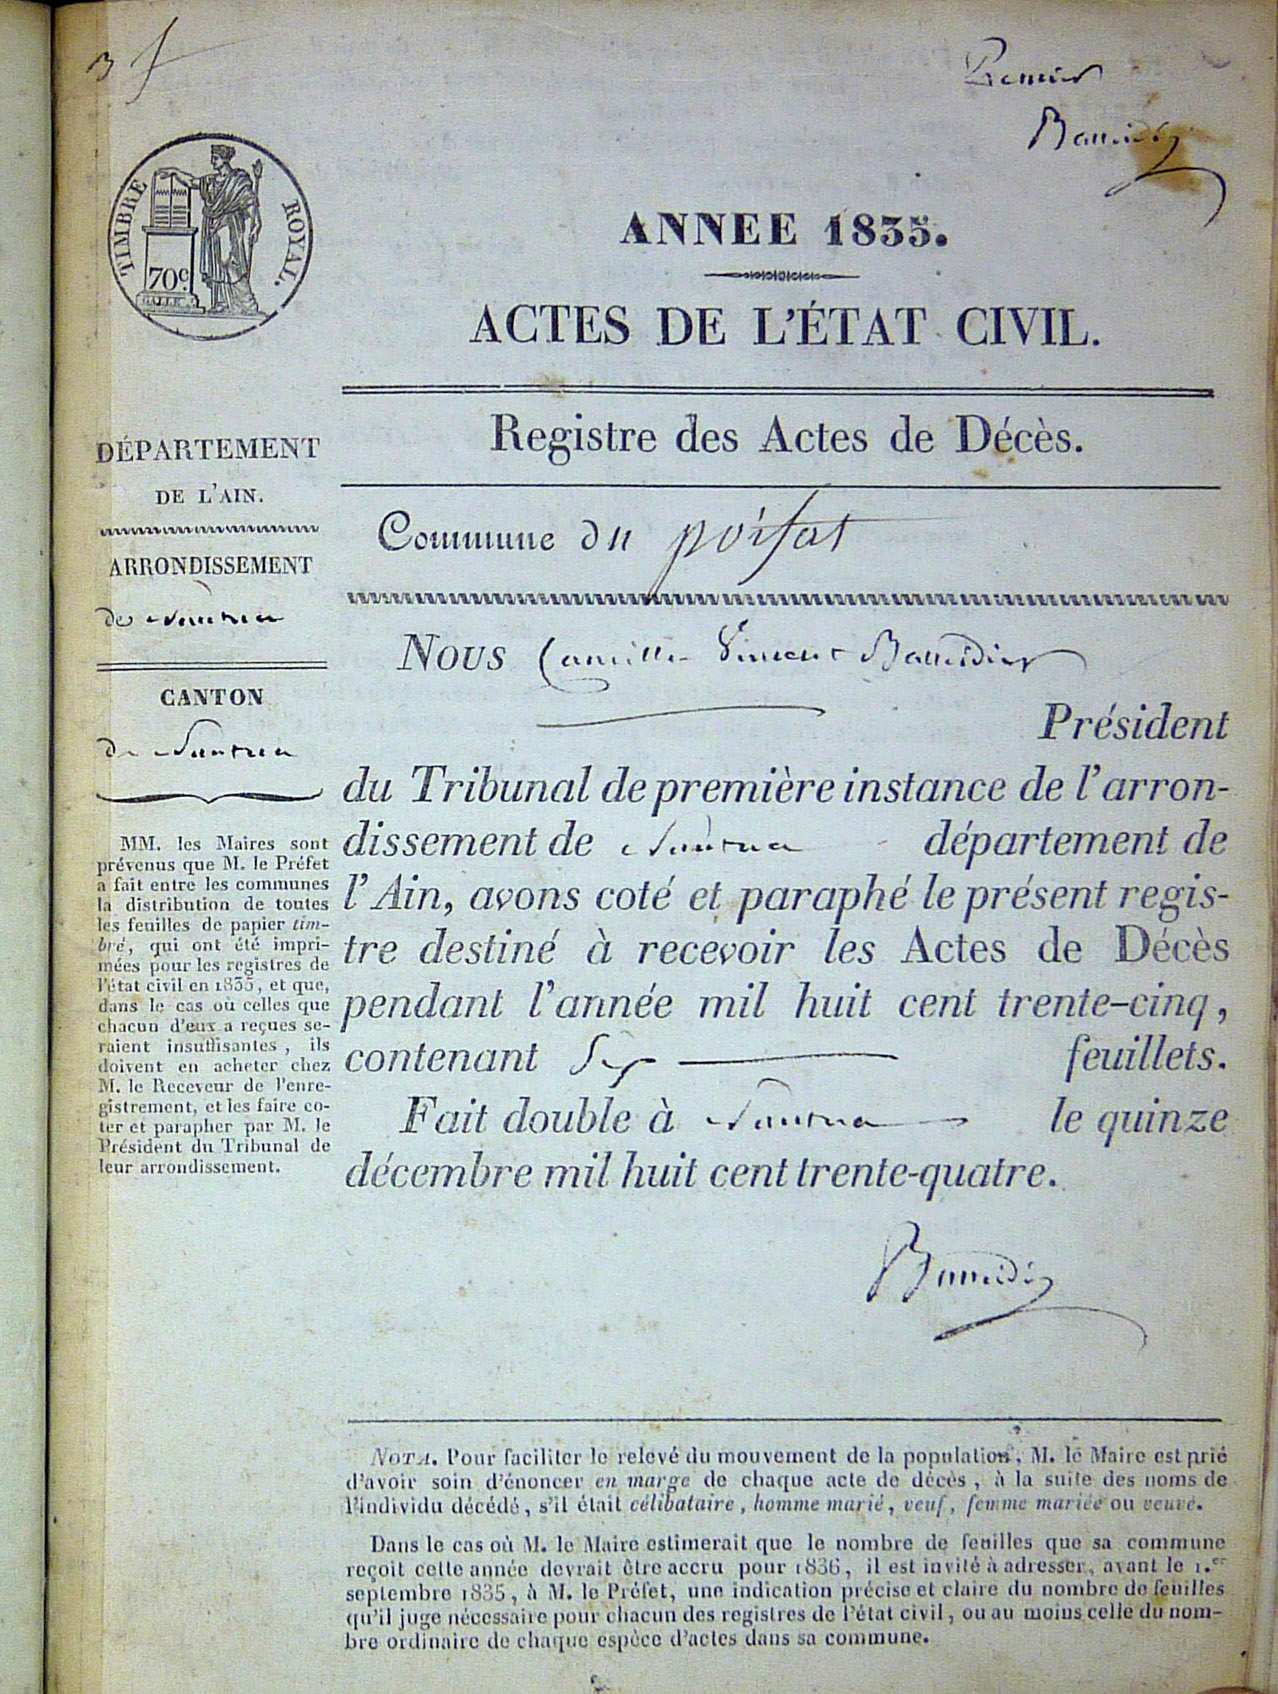 3 f
Premier
TIMBRE ROYAL.
70c.
ANNEE 1835.
ACTES DE L'ÉTAT CIVIL.
Registre des Actes de Décès.
DÉPARTEMENT
DE L'AIN.
ARRONDISSEMENT
de Nantua
CANTON
de Nantua
MM. les Maires sont
prévenus que M. le Préfet
a fait entre les communes
la distribution de toutes
les feuilles de papier tim-
bré, qui ont été impri-
mées pour les registres de
l'état civil en 1835, et que,
dans le cas où celles que
chacun d'eux a reçues se-
raient insuffisantes, ils
doivent en acheter chez
M. le Receveur de l'enre-
gistrement, et les faire co-
ter et parapher par M. le
Président du Tribunal de
leur arrondissement.
Commune du poisat
Nous Camille Vincent
Président
du Tribunal de première instance de l'arron-
dissement de Nantua département de
l'Ain, avons coté et paraphé le présent regis-
tre destiné à recevoir les Actes de Décès
pendant l'année mil huit cent trente-cinq,
contenant feuillets.
Fait double à Nantua le quinze
décembre mil huit cent trente-quatre.
NOTA. Pour faciliter le relevé du mouvement de la population, M. le Maire est prié
d'avoir soin d'énoncer en marge de chaque acte de décès, à la suite des noms de
l'individu décédé, s'il était célibataire, homme marié, veuf, femme mariée ou veuve.
Dans le cas où M. le Maire estimerait que le nombre de feuilles que sa commune
reçoit cette année devrait être accru pour 1836, il est invité à adresser, avant le 1.er
septembre 1835, à M. le Préfet, une indication précise et claire du nombre de feuilles
qu'il juge nécessaire pour chacun des registres de l'état civil, ou au moins celle du nom-
bre ordinaire de chaque espèce d'actes dans sa commune.